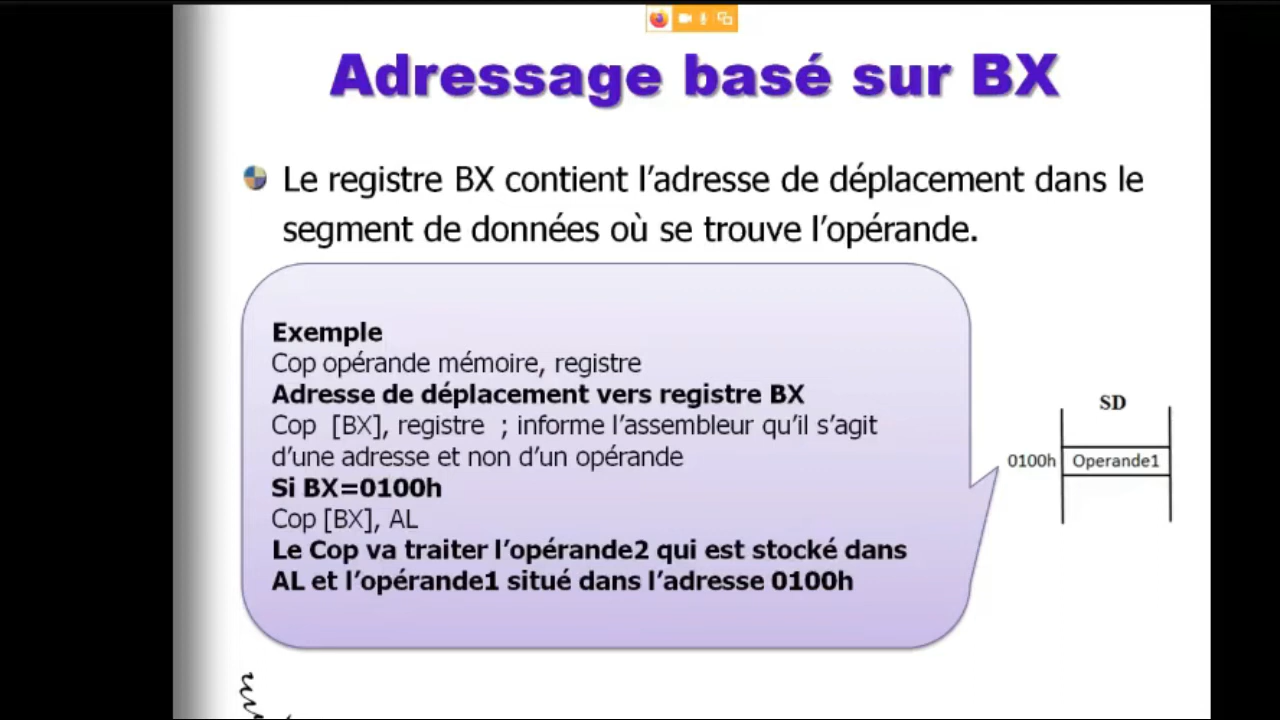 Adressage basé sur BX
Le registre BX contient l’adresse de déplacement dans le
segment de données où se trouve l’opérande.
Exemple
Cop opérande mémoire, registre
Adresse de déplacement vers registre BX
Cop [BX], registre ; informe l’assembleur qu’il s’agit
d’une adresse et non d’un opérande
Si BX=0100h
Cop [BX], AL
Le Cop va traiter l’opérande2 qui est stocké dans
AL et l’opérande1 situé dans l’adresse 0100h
SD
0100h Operande1